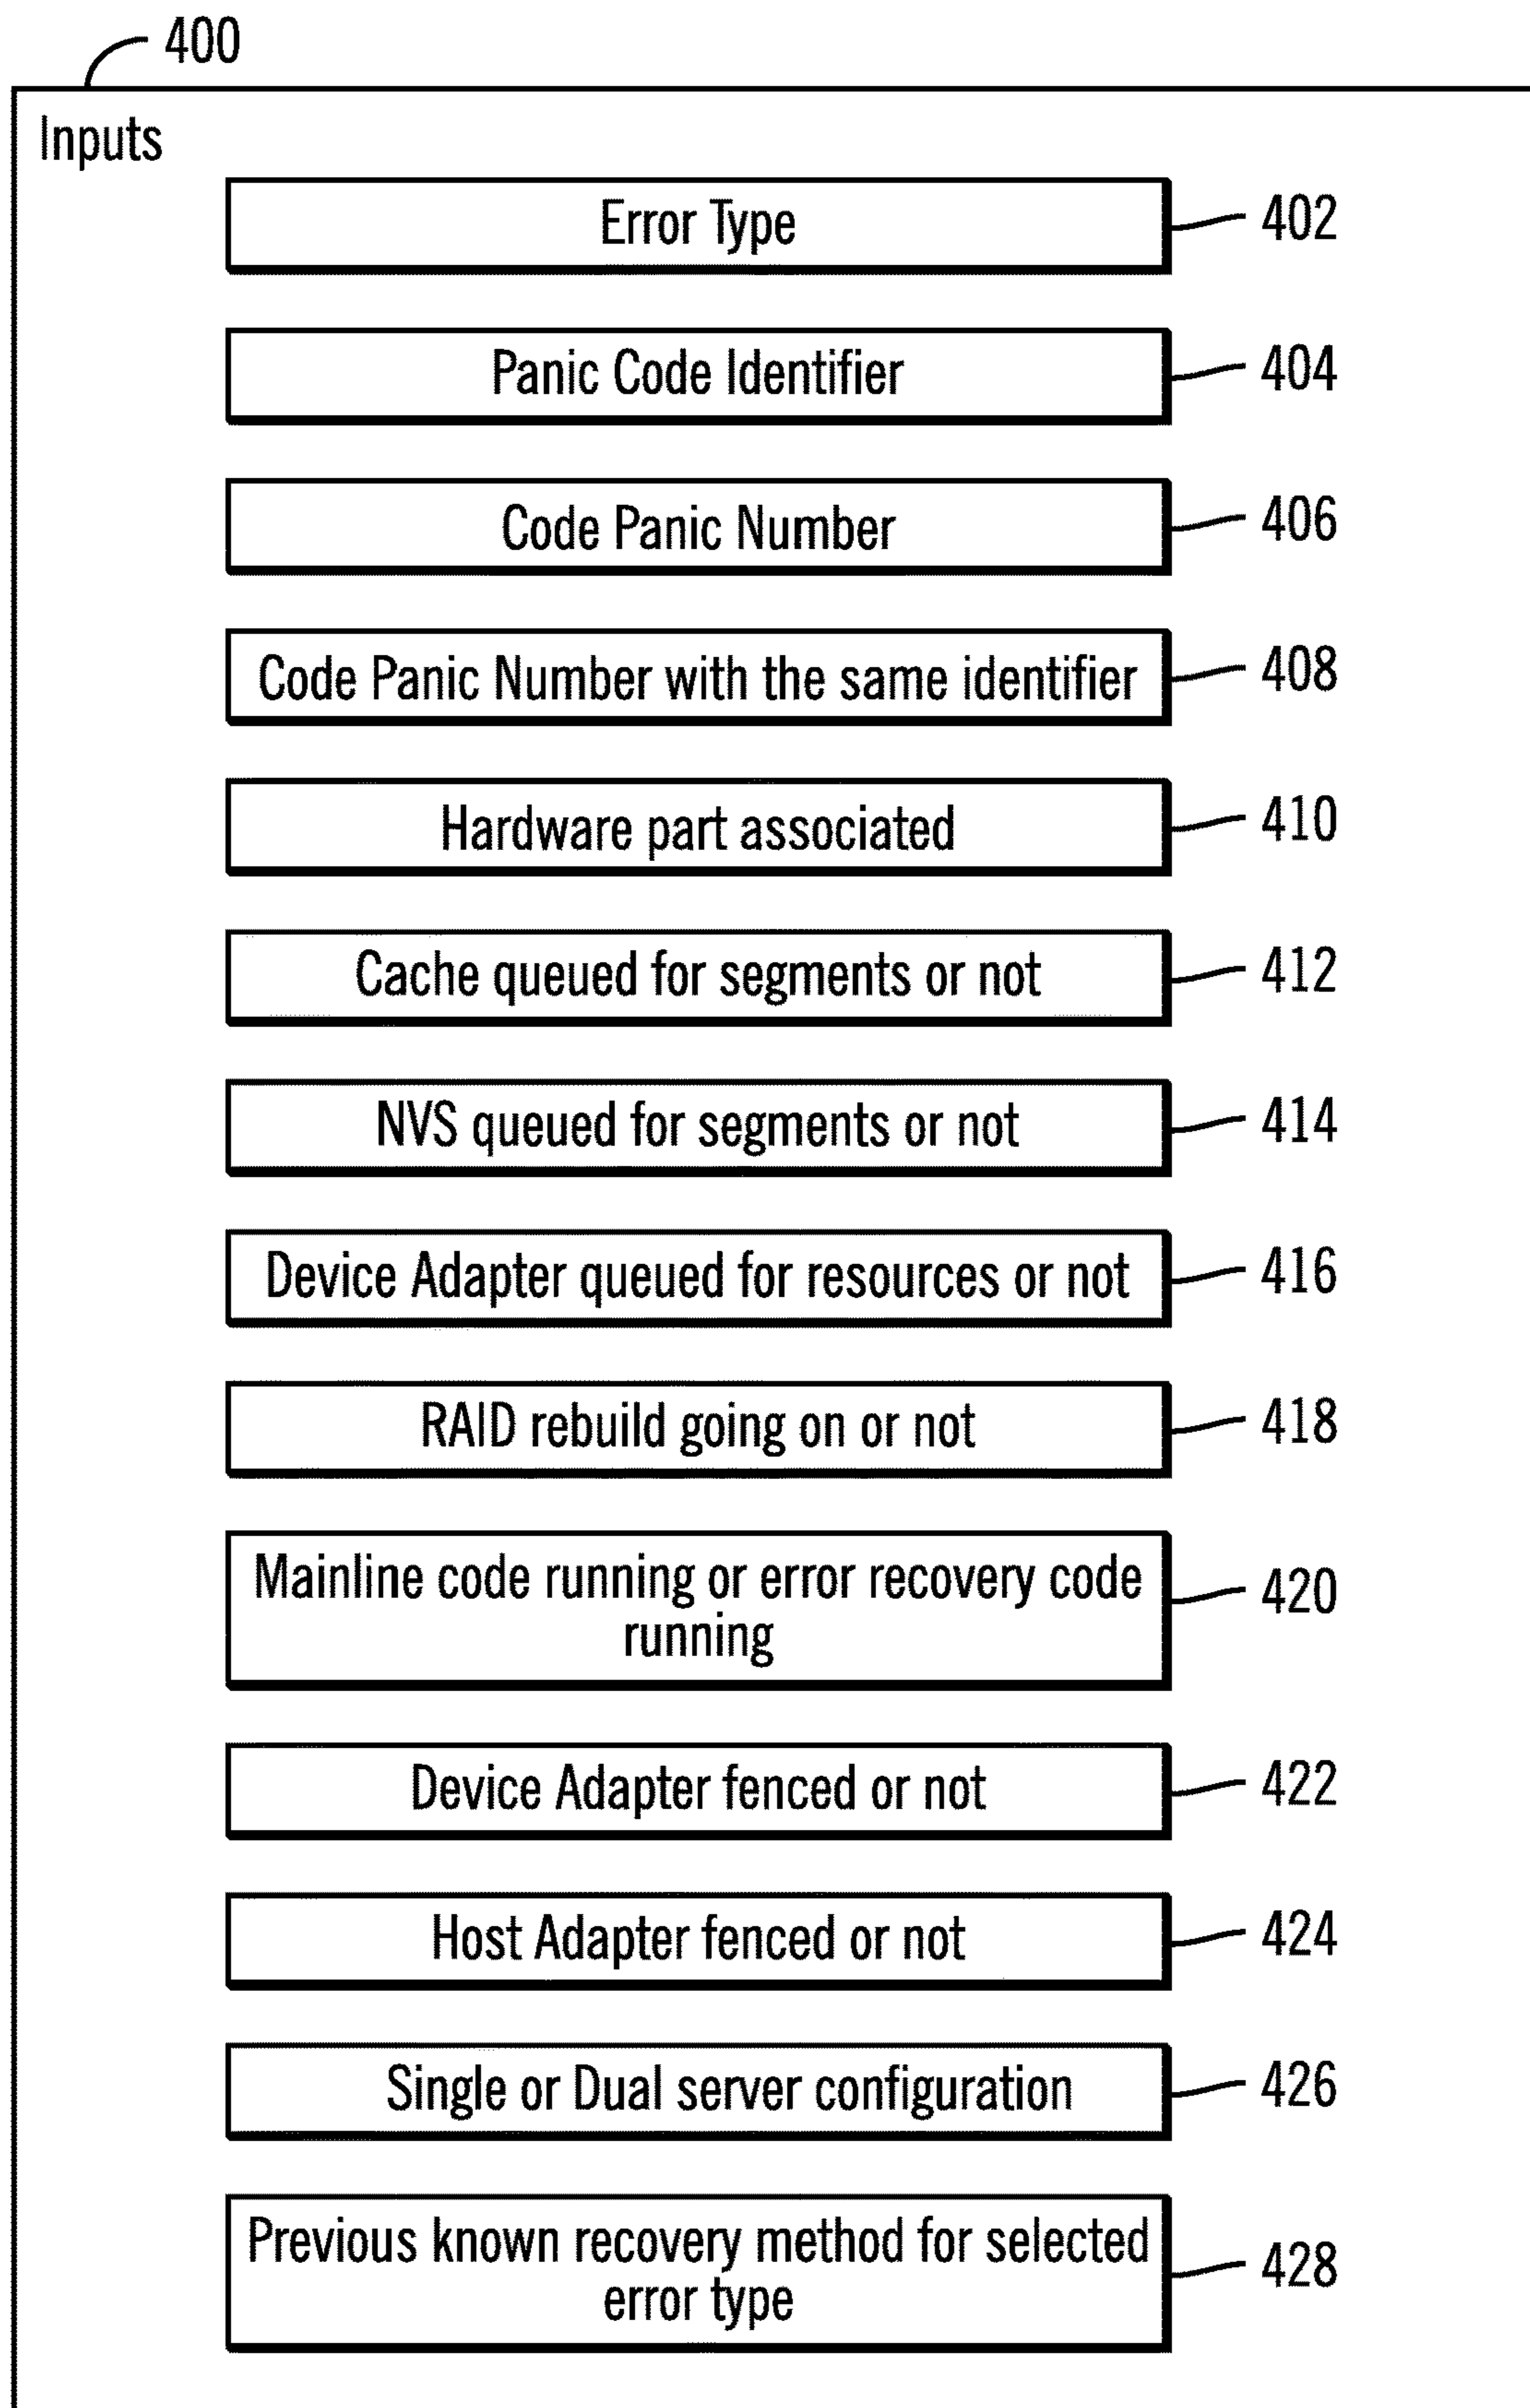 400
Inputs
Error Type
402
Panic Code Identifier
404
Code Panic Number
406
Code Panic Number with the same identifier
408
Hardware part associated
410
Cache queued for segments or not
412
NVS queued for segments or not
414
Device Adapter queued for resources or not
416
RAID rebuild going on or not
418
Mainline code running or error recovery code
running
420
Device Adapter fenced or not
422
Host Adapter fenced or not
424
Single or Dual server configuration
426
Previous known recovery method for selected
error type
428